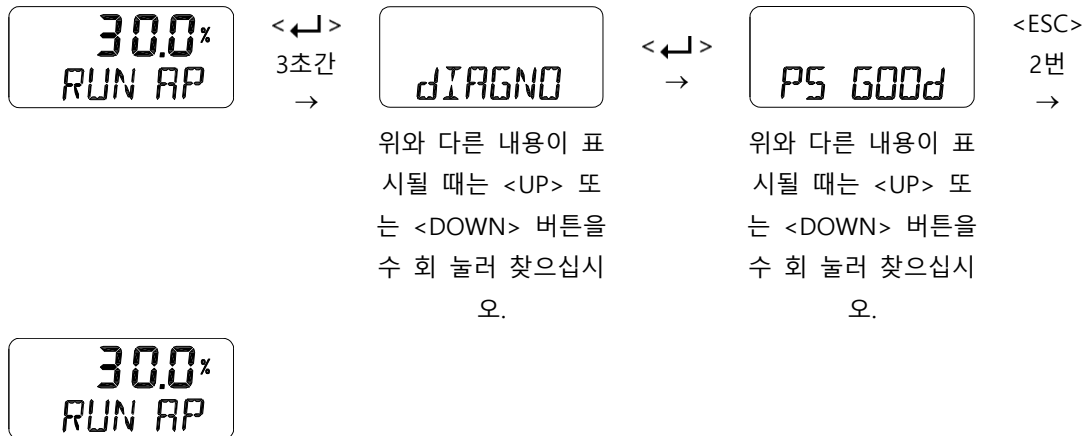 30.0%
RUN AP
< ↵ >
3초간
→
dIAGNO
위와 다른 내용이 표
시될 때는 <UP> 또
는 <DOWN> 버튼을
수 회 눌러 찾으십시
오.
< ↵ >
→
PS GOOd
위와 다른 내용이 표
시될 때는 <UP> 또
는 <DOWN> 버튼을
수 회 눌러 찾으십시
오.
<ESC>
2번
→
30.0%
RUN AP